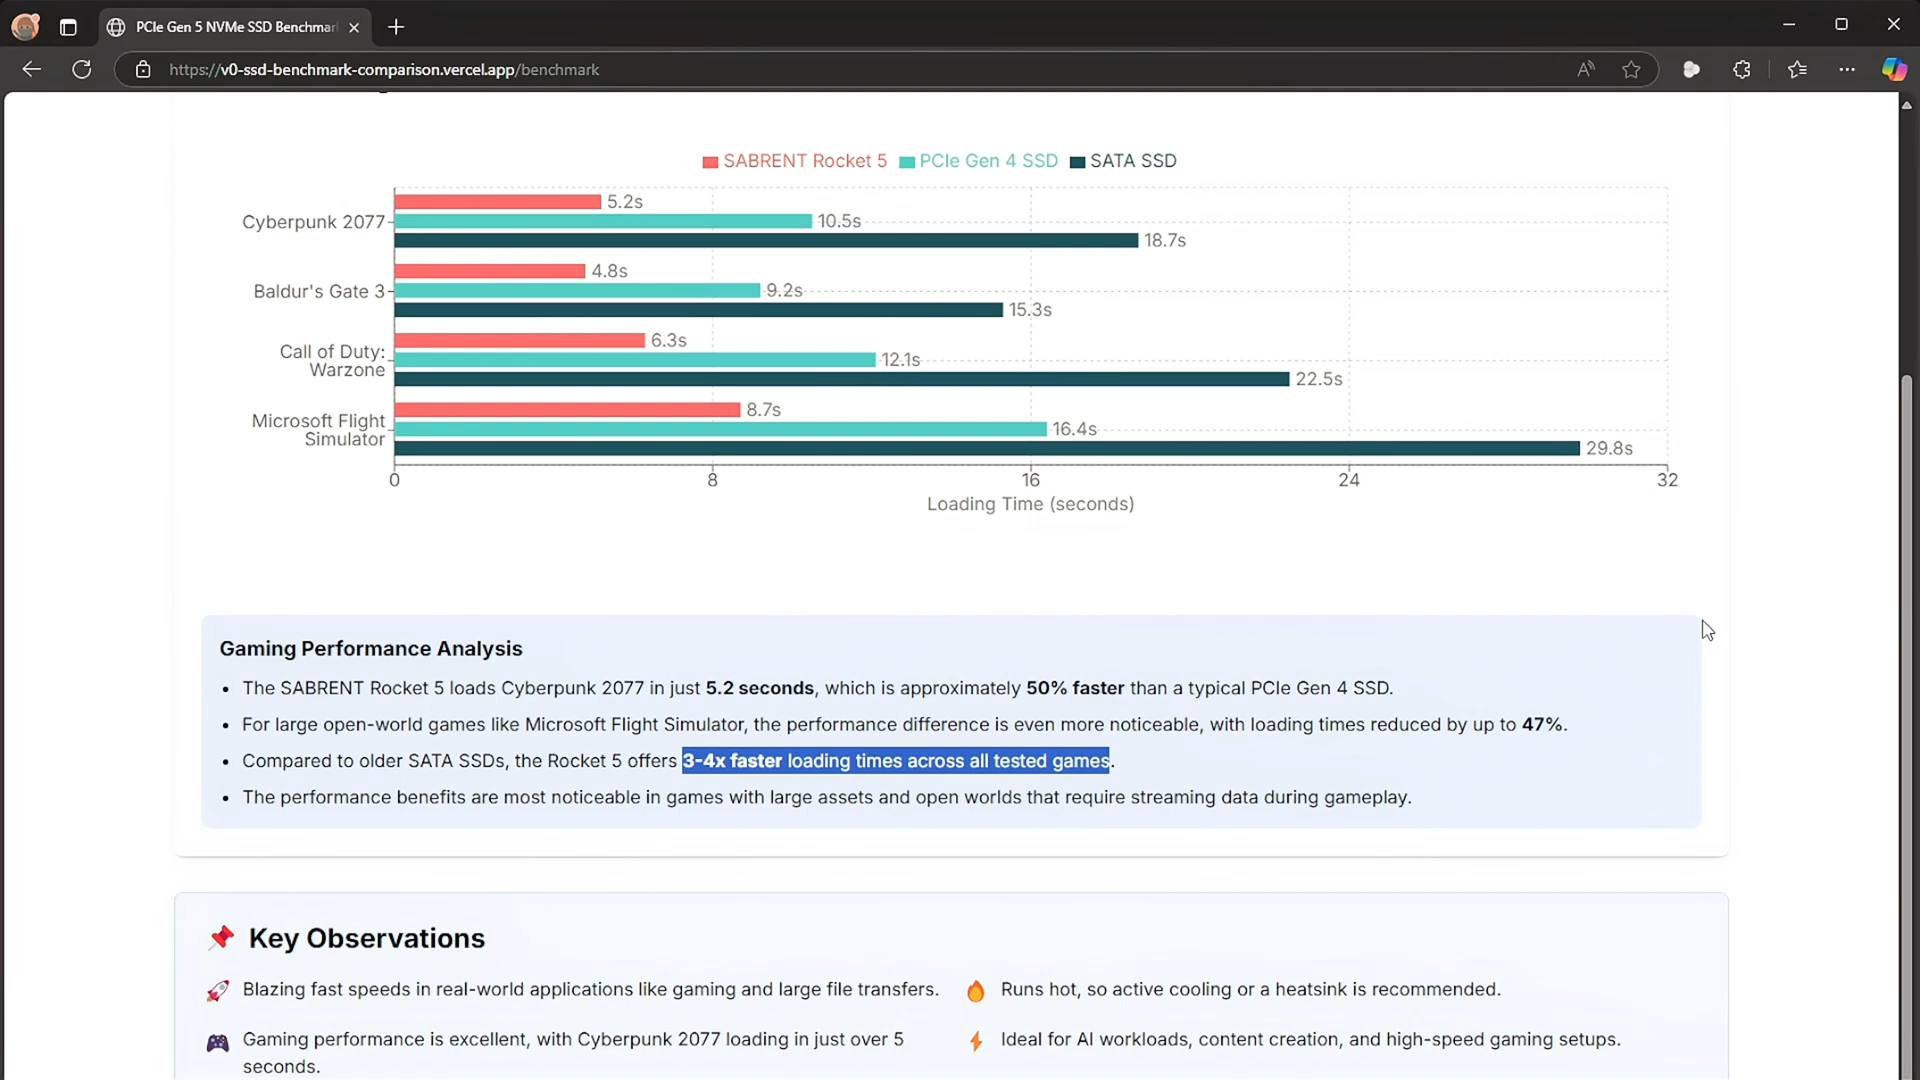 PCIe Gen 5 NVMe SSD Benchmar
https://v0-ssd-benchmark-comparison.vercel.app/benchmark
SABRENT Rocket 5 PCIe Gen 4 SSD SATA SSD
Cyberpunk 2077
5.2s
10.5s
18.7s
Baldur's Gate 3
4.8s
9.2s
15.3s
Call of Duty:
Warzone
6.3s
12.1s
22.5s
Microsoft Flight
Simulator
8.7s
16.4s
29.8s
0 8 16 24 32
Loading Time (seconds)
Gaming Performance Analysis
• The SABRENT Rocket 5 loads Cyberpunk 2077 in just 5.2 seconds, which is approximately 50% faster than a typical PCIe Gen 4 SSD.
• For large open-world games like Microsoft Flight Simulator, the performance difference is even more noticeable, with loading times reduced by up to 47%.
• Compared to older SATA SSDs, the Rocket 5 offers 3-4x faster loading times across all tested games.
• The performance benefits are most noticeable in games with large assets and open worlds that require streaming data during gameplay.
Key Observations
Blazing fast speeds in real-world applications like gaming and large file transfers.
Runs hot, so active cooling or a heatsink is recommended.
Gaming performance is excellent, with Cyberpunk 2077 loading in just over 5
seconds.
Ideal for AI workloads, content creation, and high-speed gaming setups.